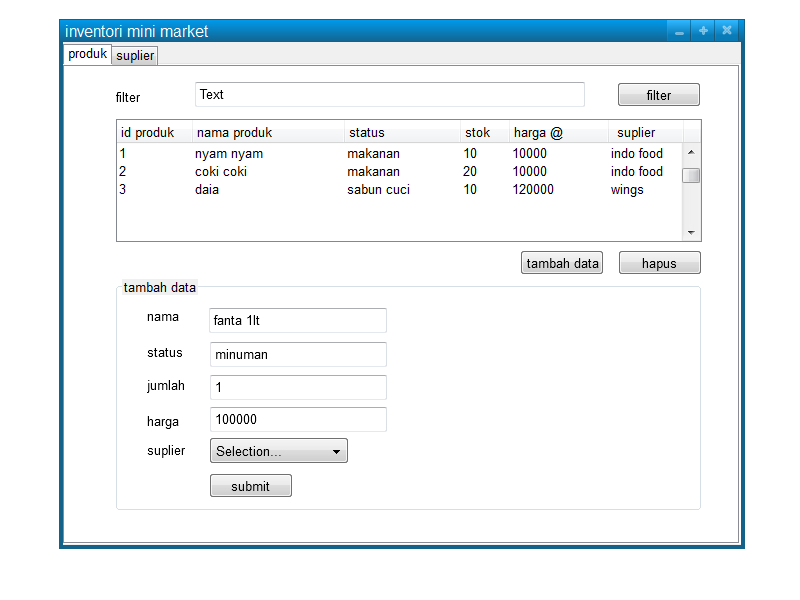 inventori mini market
produk suplier
filter Text filter
id produk nama produk status stok harga @ suplier
1 nyam nyam makanan 10 10000 indo food
2 coki coki makanan 20 10000 indo food
3 daia sabun cuci 10 120000 wings
tambah data hapus
tambah data
nama fanta 1lt
status minuman
jumlah 1
harga 100000
suplier Selection...
submit